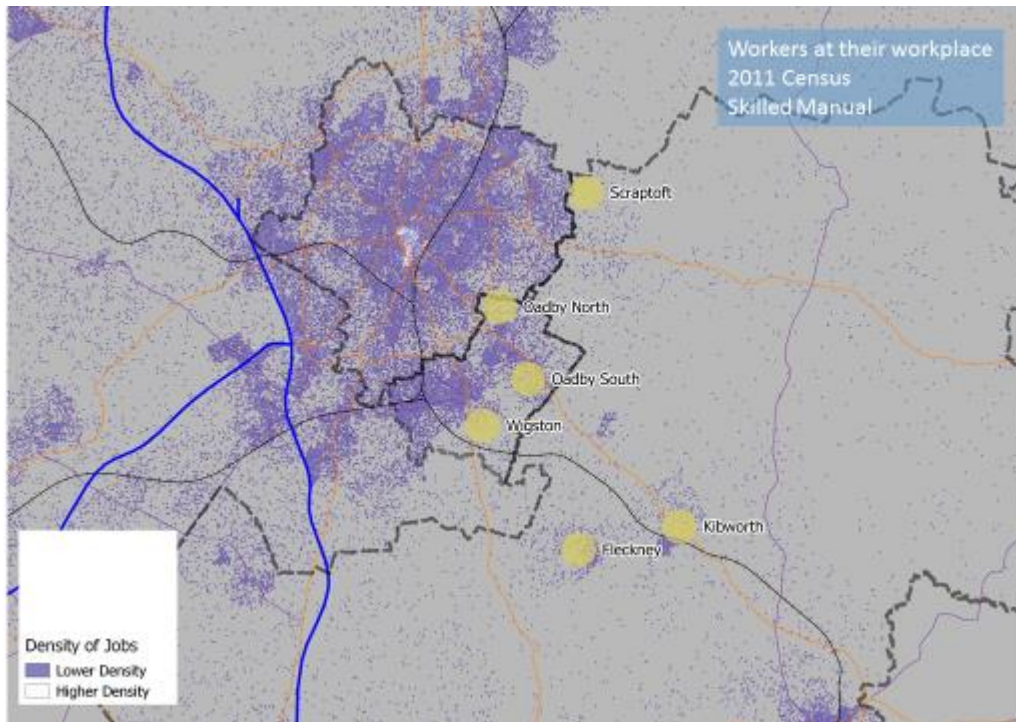 Workers at their workplace
2011 Census
Skilled Manual
Scraptoft
Oadby North
Oadby South
Wigston
Kibworth
Fleckney
Density of Jobs
Lower Density
Higher Density